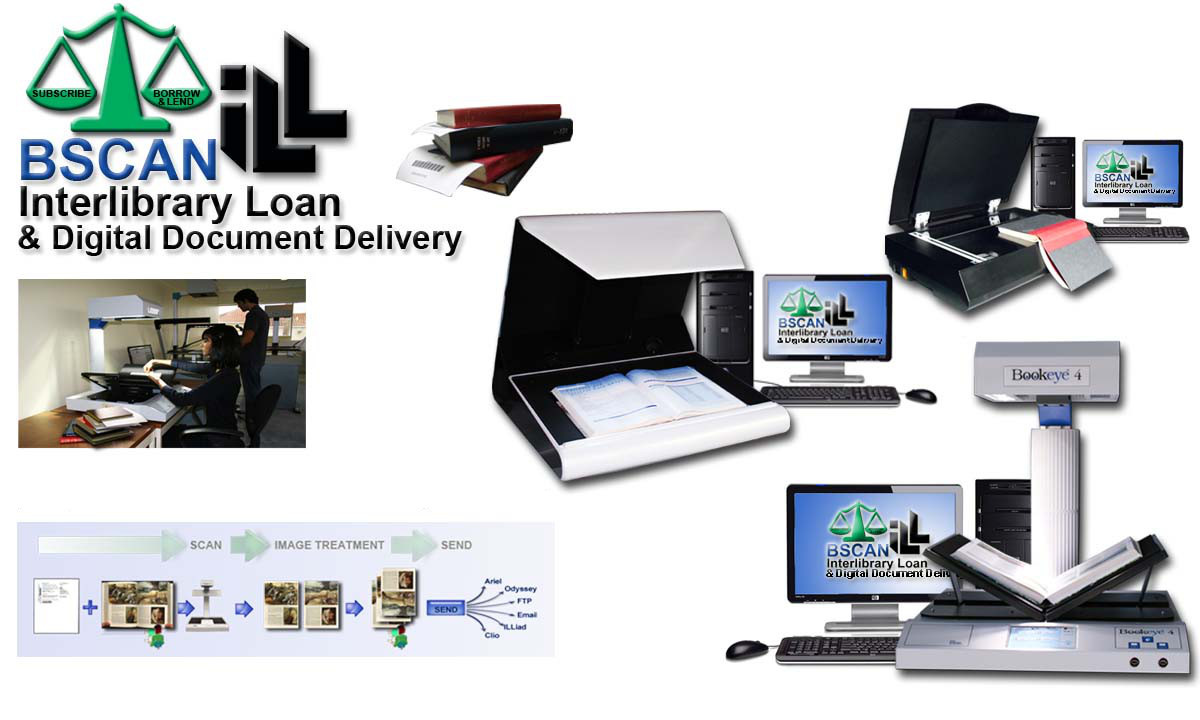 SUBSCRIBE
BORROW
& LEND
BSCAN ILL
Interlibrary Loan
& Digital Document Delivery
BSCAN ILL
Interlibrary Loan
& Digital Document Delivery
BSCAN ILL
Interlibrary Loan
& Digital Document Delivery
Bookeye 4
BSCAN ILL
Interlibrary Loan
& Digital Document Deliv
Bookeye 4
SCAN
IMAGE TREATMENT
SEND
SEND
Ariel
Odyssey
FTP
Email
ILLiad
Clio